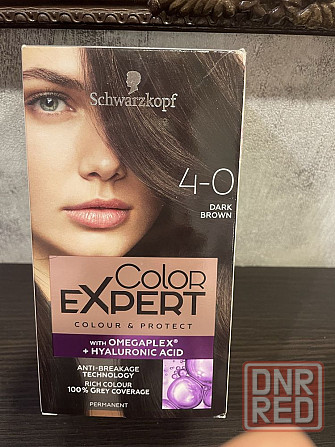 Schwarzkopf
4-0
DARK
BROWN
COLOR
EXPERT
COLOUR & PROTECT
WITH OMEGAPLEX®
+ HYALURONIC ACID
ANTI-BREAKAGE
TECHNOLOGY
RICH COLOUR
100% GREY COVERAGE
PERMANENT
DNR
RED